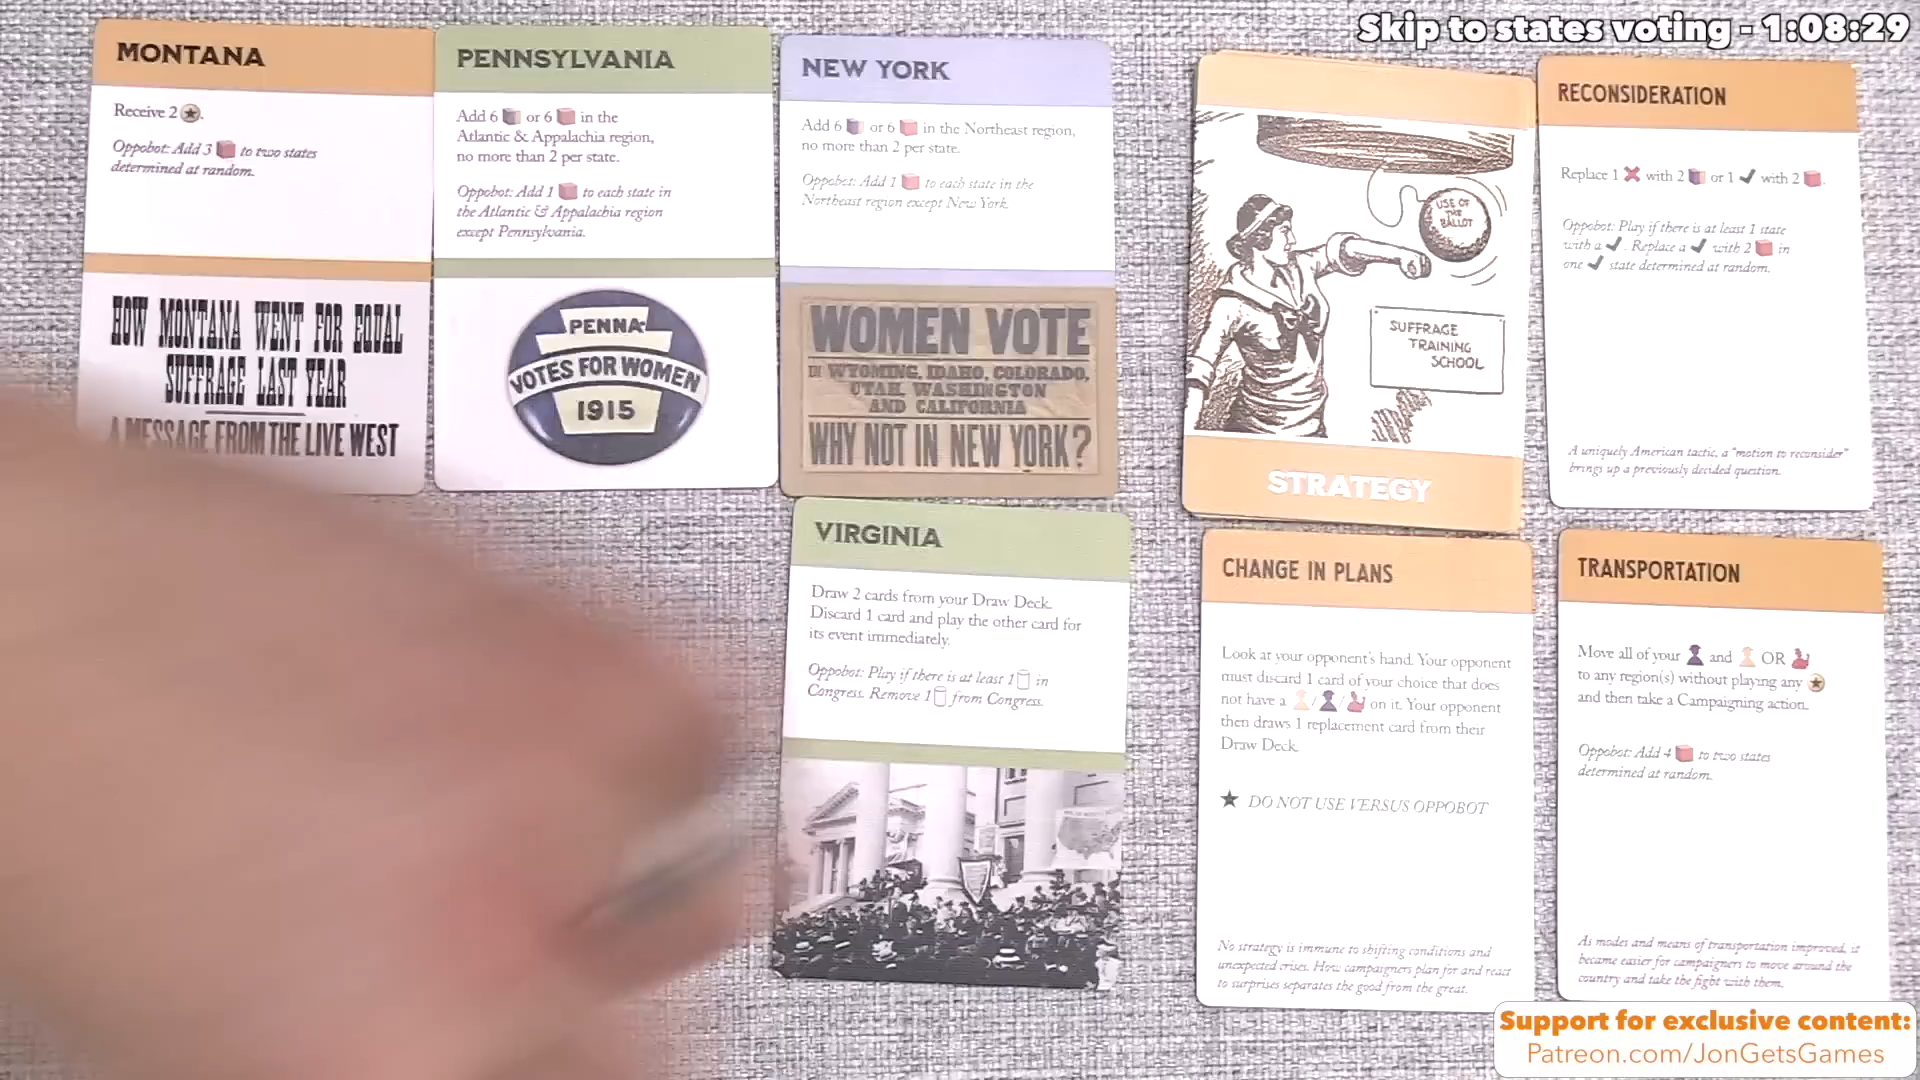 Skip to states voting - 1:08:29
MONTANA
Receive 2 .
Oppobot: Add 3 to two states
determined at random.
HOW MONTANA WENT FOR EQUAL
SUFFRAGE LAST YEAR
A MESSAGE FROM THE LIVE WEST
PENNSYLVANIA
Add 6 or 6 in the
Atlantic & Appalachia region,
no more than 2 per state.
Oppobot: Add 1 to each state in
the Atlantic & Appalachia region
except Pennsylvania.
PENNA-
VOTES FOR WOMEN
1915
NEW YORK
Add 6 or 6 in the Northeast region,
no more than 2 per state.
Oppobot: Add 1 to each state in the
Northeast region except New York.
WOMEN VOTE
IN WYOMING, IDAHO, COLORADO,
UTAH, WASHINGTON
AND CALIFORNIA
WHY NOT IN NEW YORK?
VIRGINIA
Draw 2 cards from your Draw Deck.
Discard 1 card and play the other card for
its event immediately.
Oppobot: Play if there is at least 1 in
Congress. Remove 1 from Congress.
USE OF
THE
BALLOT
SUFFRAGE
TRAINING
SCHOOL
STRATEGY
RECONSIDERATION
Replace 1 with 2 or 1 with 2 .
Oppobot: Play if there is at least 1 state
with a . Replace a with 2 in
one state determined at random.
A uniquely American tactic, a "motion to reconsider"
brings up a previously decided question.
CHANGE IN PLANS
Look at your opponent's hand. Your opponent
must discard 1 card of your choice that does
not have a / / on it. Your opponent
then draws 1 replacement card from their
Draw Deck.
DO NOT USE VERSUS OPPOBOT
No strategy is immune to shifting conditions and
unexpected crises. How campaigners plan for and react
to surprises separates the good from the great.
TRANSPORTATION
Move all of your and OR
to any region(s) without playing any
and then take a Campaigning action.
Oppobot: Add 4 to two states
determined at random.
As modes and means of transportation improved, it
became easier for campaigners to move around the
country and take the fight with them.
Support for exclusive content:
Patreon.com/JonGetsGames